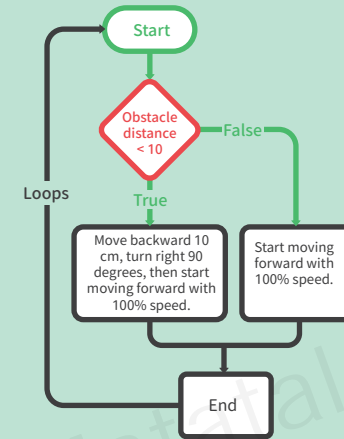 Start
Obstacle
distance
< 10
False
True
Loops
Move backward 10
cm, turn right 90
degrees, then start
moving forward with
100% speed.
Start moving
forward with
100% speed.
End